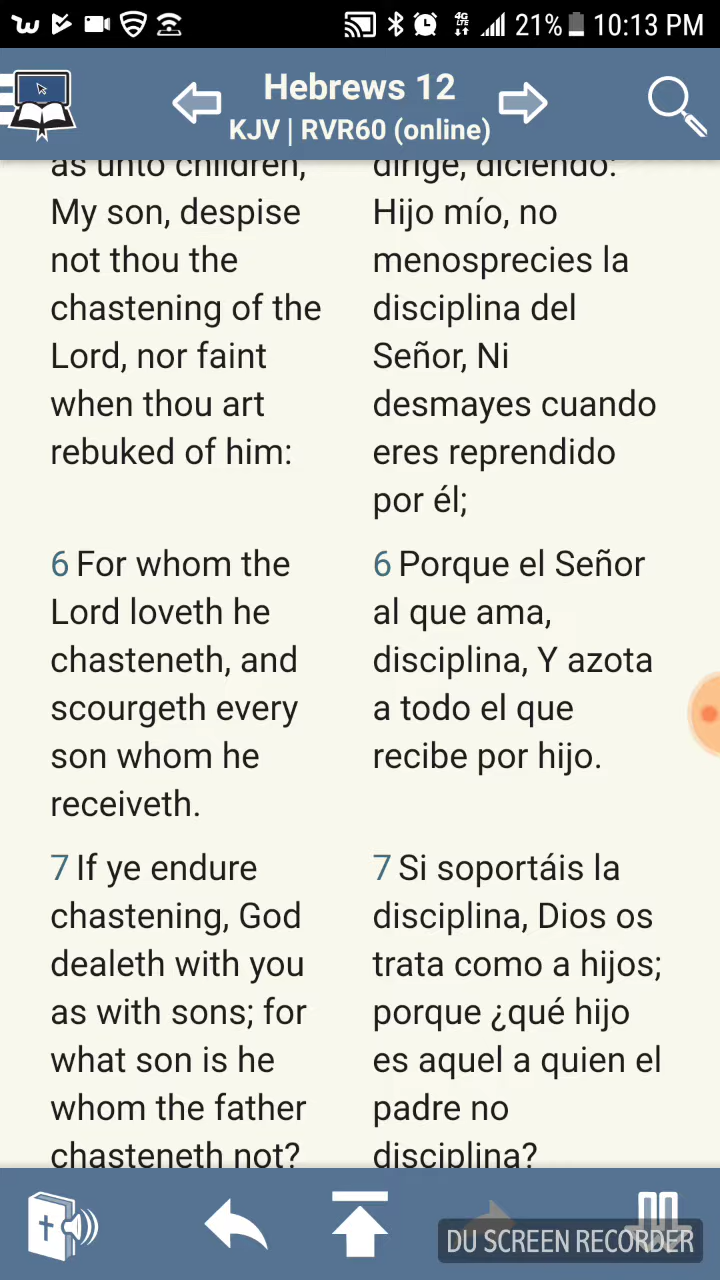 21% 10:13 PM
Hebrews 12
KJV | RVR60 (online)
as unto children,
My son, despise
not thou the
chastening of the
Lord, nor faint
when thou art
rebuked of him:
6 For whom the
Lord loveth he
chasteneth, and
scourgeth every
son whom he
receiveth.
7 If ye endure
chastening, God
dealeth with you
as with sons; for
what son is he
whom the father
chasteneth not?
dirige, diciendo:
Hijo mío, no
menosprecies la
disciplina del
Señor, Ni
desmayes cuando
eres reprendido
por él;
6 Porque el Señor
al que ama,
disciplina, Y azota
a todo el que
recibe por hijo.
7 Si soportáis la
disciplina, Dios os
trata como a hijos;
porque ¿qué hijo
es aquel a quien el
padre no
disciplina?
DU SCREEN RECORDER